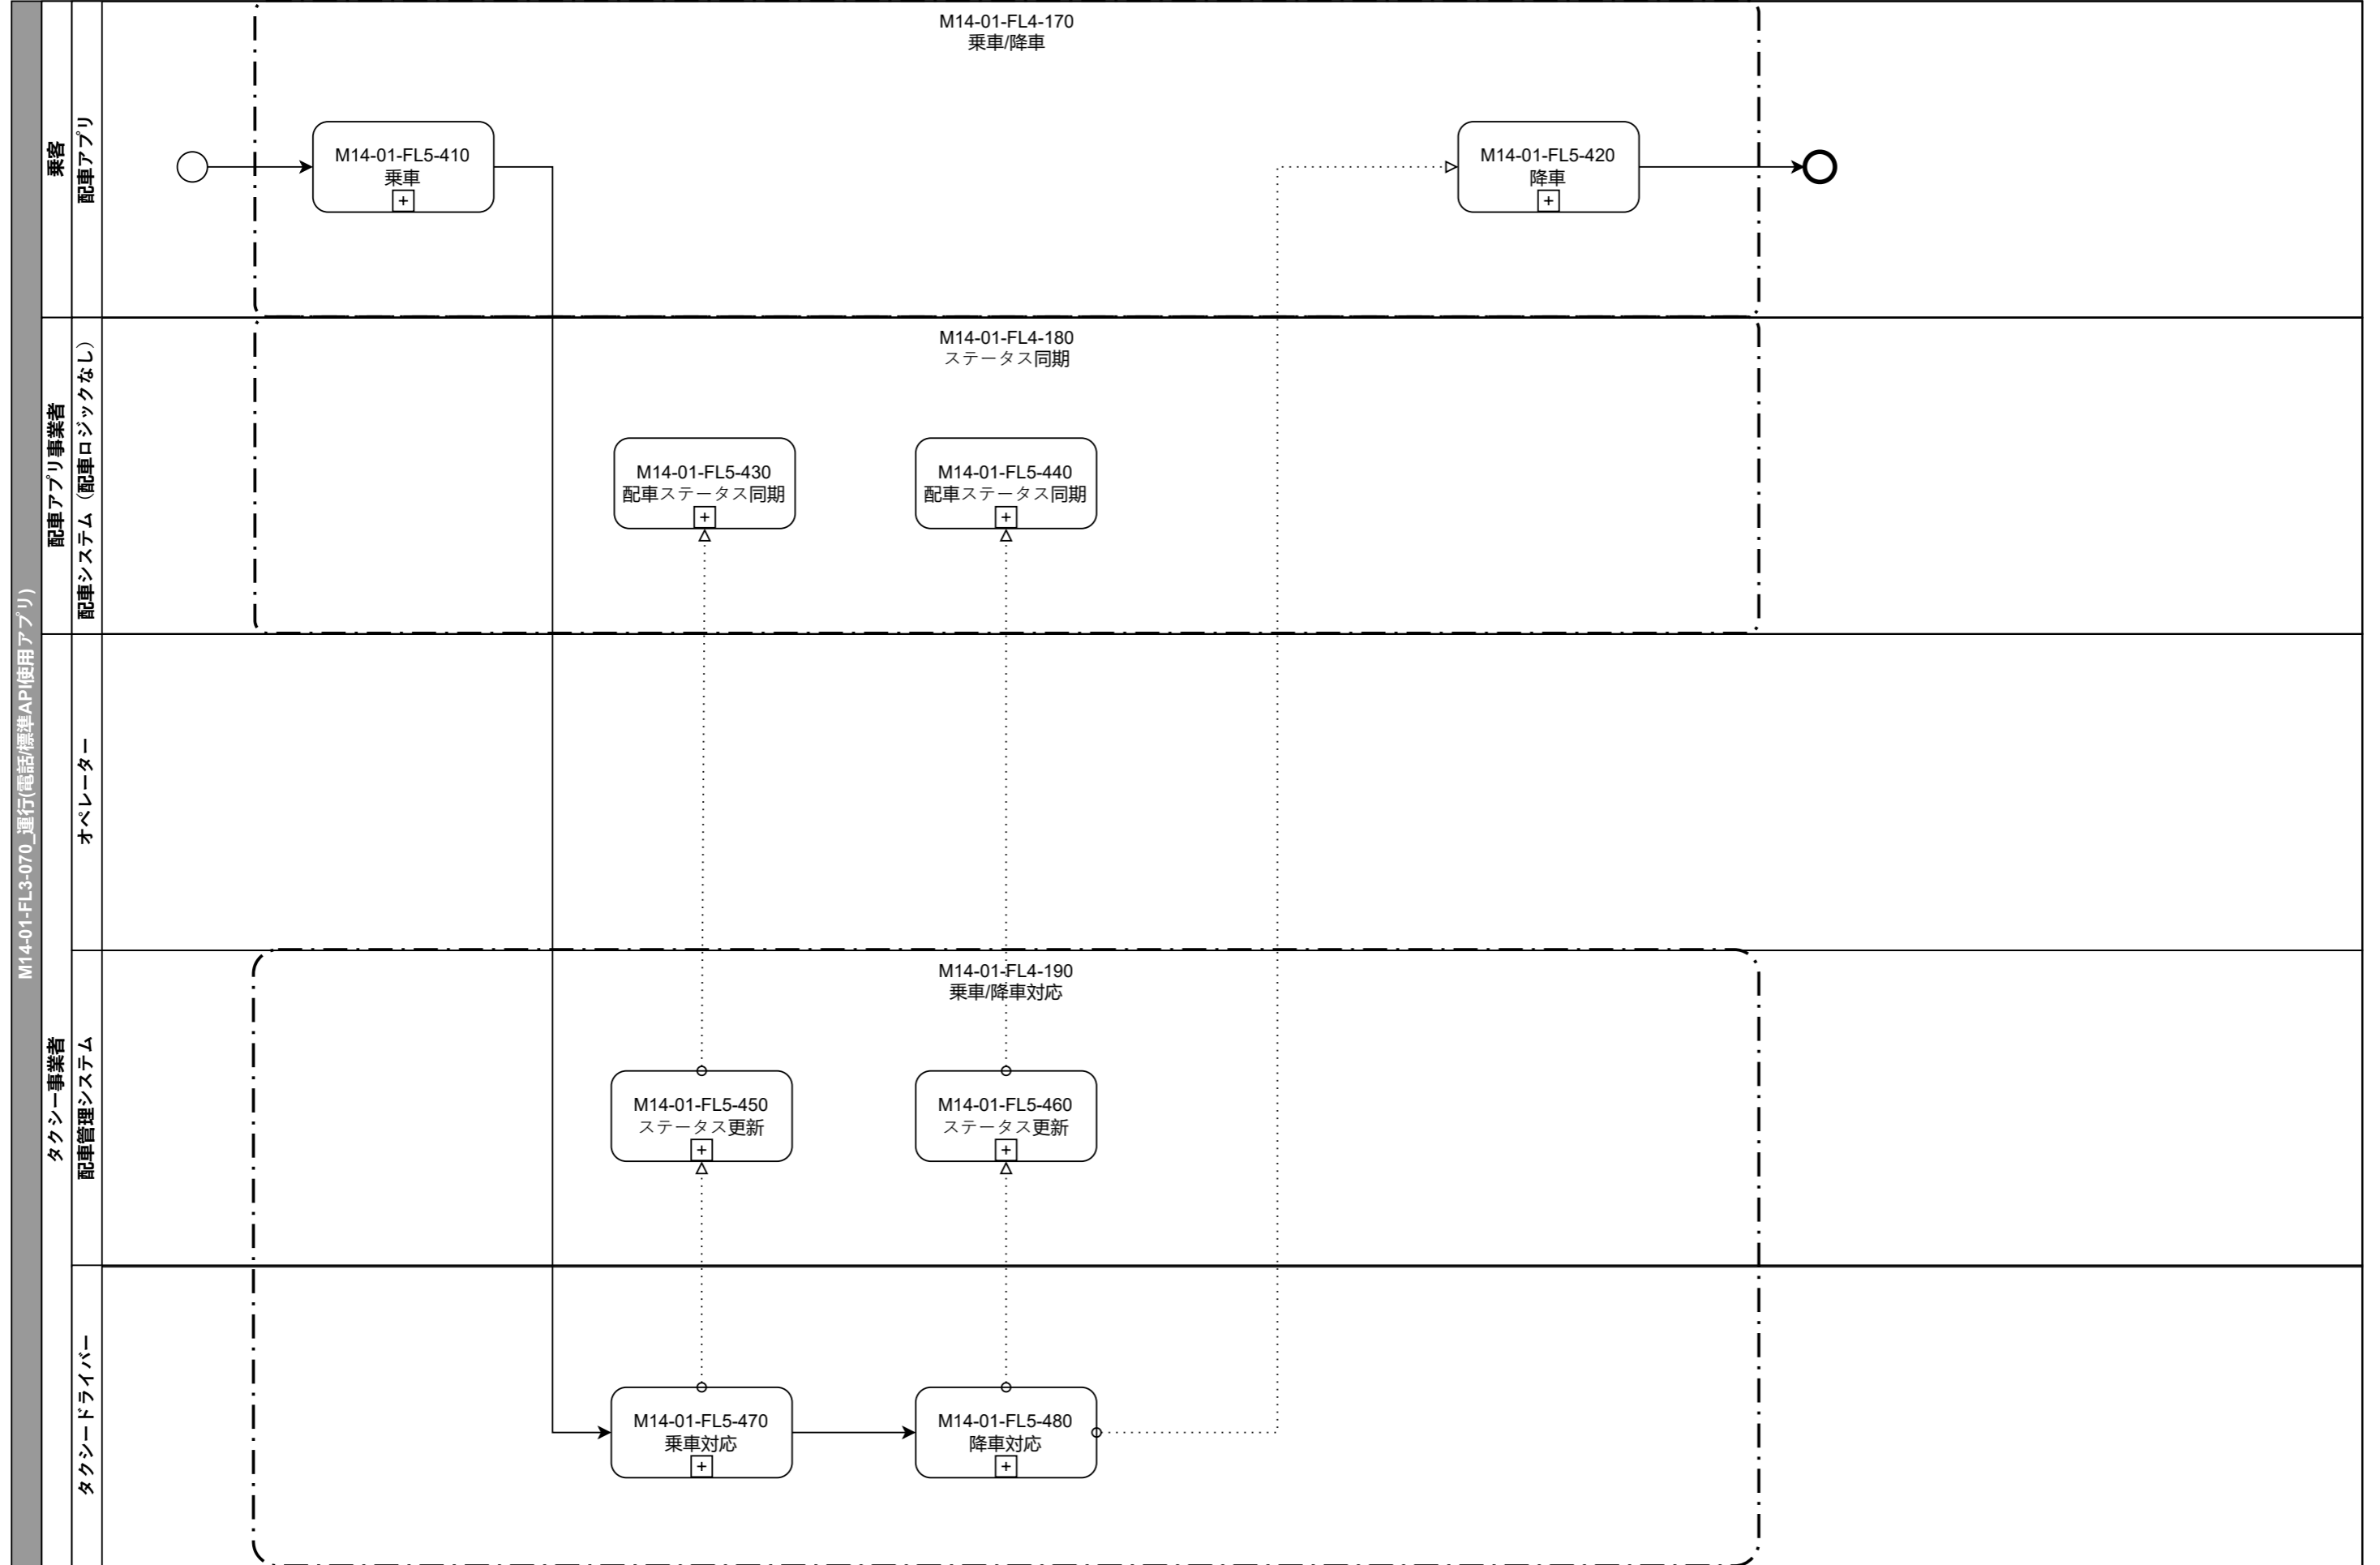 M14-01-FL3-070_運行(電話/標準API使用アプリ)
乗客
配車アプリ
M14-01-FL4-170
乗車/降車
M14-01-FL5-410
乗車
M14-01-FL5-420
降車
配車アプリ事業者
配車システム（配車ロジックなし）
M14-01-FL4-180
ステータス同期
M14-01-FL5-430
配車ステータス同期
M14-01-FL5-440
配車ステータス同期
タクシー事業者
オペレーター
配車管理システム
M14-01-FL4-190
乗車/降車対応
M14-01-FL5-450
ステータス更新
M14-01-FL5-460
ステータス更新
タクシードライバー
M14-01-FL5-470
乗車対応
M14-01-FL5-480
降車対応